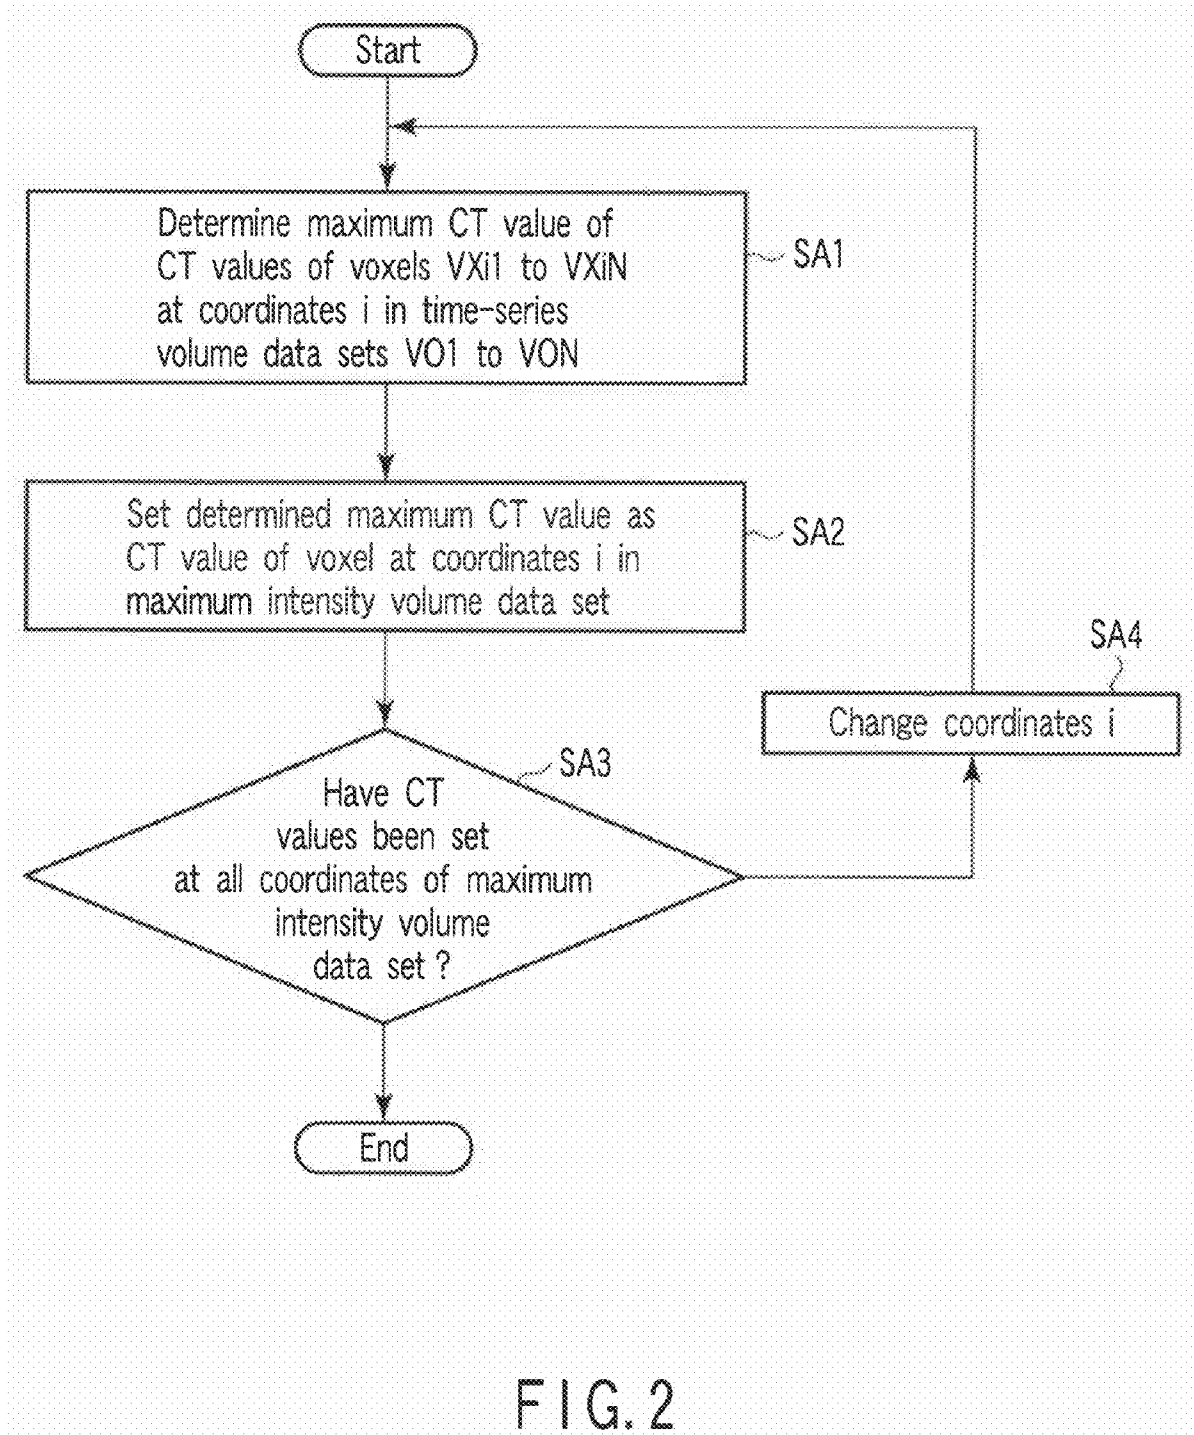 Start
Determine maximum CT value of
CT values of voxels VXi1 to VXiN
at coordinates i in time-series
volume data sets VO1 to VON
SA1
Set determined maximum CT value as
CT value of voxel at coordinates i in
maximum intensity volume data set
SA2
SA4
Change coordinates i
SA3
Have CT
values been set
at all coordinates of maximum
intensity volume
data set ?
End
FIG. 2